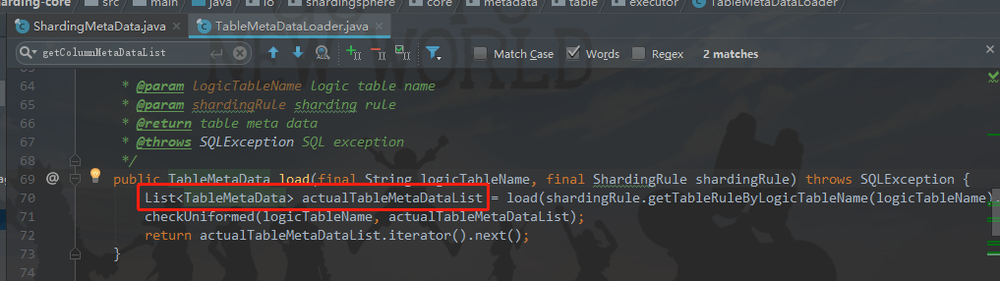 rding-core src main java io shardingsphere core metadata table executor TableMetaDataLoader
ShardingMetaData.java TableMetaDataLoader.java
getColumnMetaDataList Match Case Words Regex 2 matches
NEW WORLD
64 * @param logicTableName logic table name
65 * @param shardingRule sharding rule
66 * @return table meta data
67 * @throws SQLException SQL exception
68 */
69 @ public TableMetaData load(final String logicTableName, final ShardingRule shardingRule) throws SQLException {
70 List<TableMetaData> actualTableMetaDataList = load(shardingRule.getTableRuleByLogicTableName(logicTableName).
71 checkUniformed(logicTableName, actualTableMetaDataList);
72 return actualTableMetaDataList.iterator().next();
73 }
74